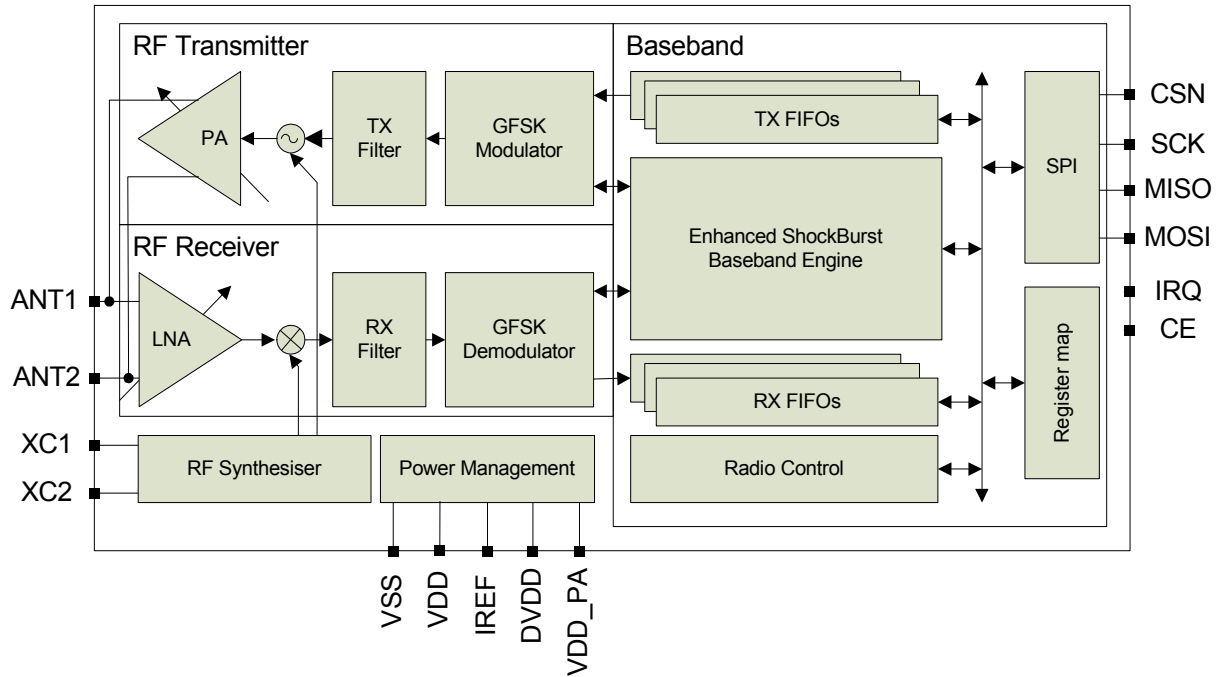 RF Transmitter
Baseband
PA
TX
Filter
GFSK
Modulator
TX FIFOs
SPI
CSN
SCK
MISO
MOSI
Enhanced ShockBurst
Baseband Engine
RF Receiver
ANT1
ANT2
LNA
RX
Filter
GFSK
Demodulator
RX FIFOs
Register map
IRQ
CE
XC1
XC2
RF Synthesiser
Power Management
Radio Control
VSS
VDD
IREF
DVDD
VDD_PA